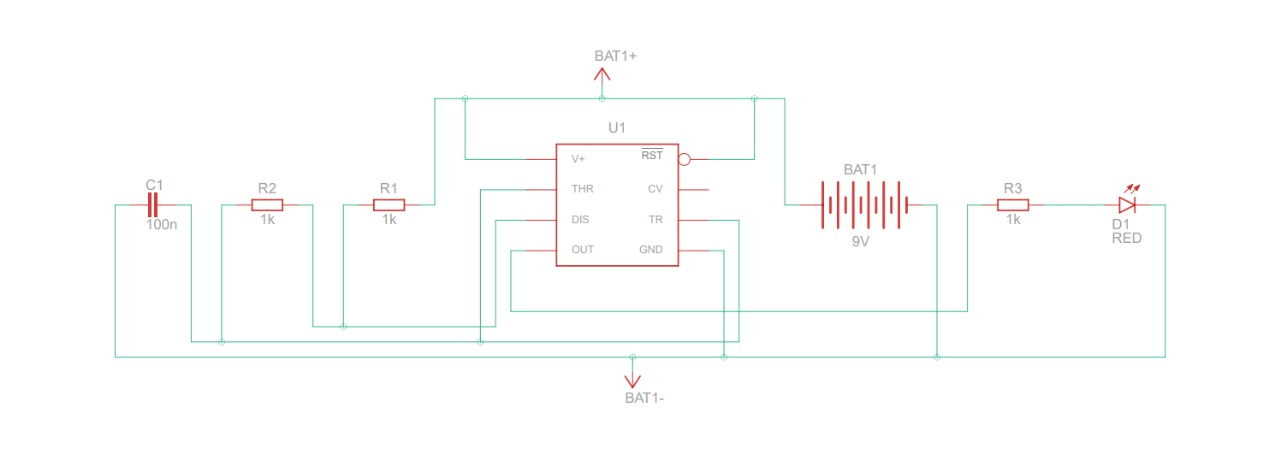 BAT1+
U1
V+
RST
THR
CV
DIS
TR
OUT
GND
C1
100n
R2
1k
R1
1k
BAT1
9V
R3
1k
D1
RED
BAT1-